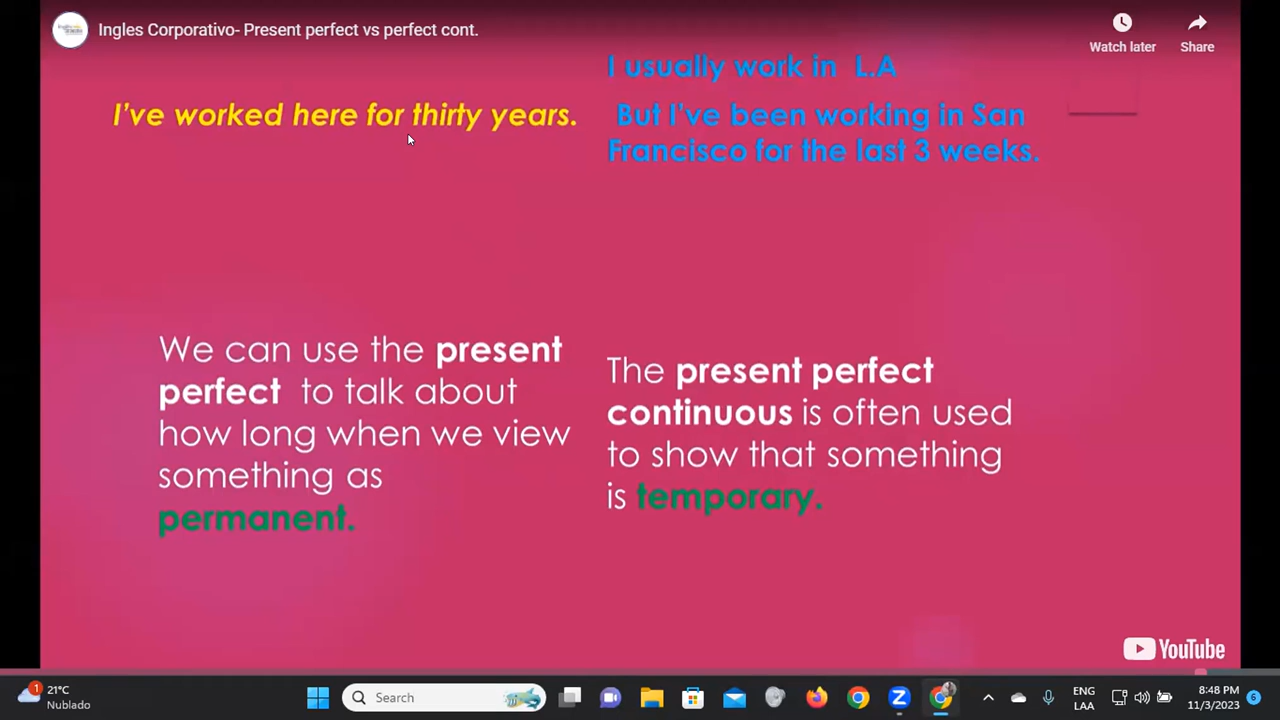 Ingles Corporativo- Present perfect vs perfect cont.
Watch later
Share
I usually work in L.A
I've worked here for thirty years.
But I've been working in San
Francisco for the last 3 weeks.
We can use the present
perfect to talk about
how long when we view
something as
permanent.
The present perfect
continuous is often used
to show that something
is temporary.
YouTube
1
21°C
Nublado
Search
ENG
LAA
8:48 PM
11/3/2023
6